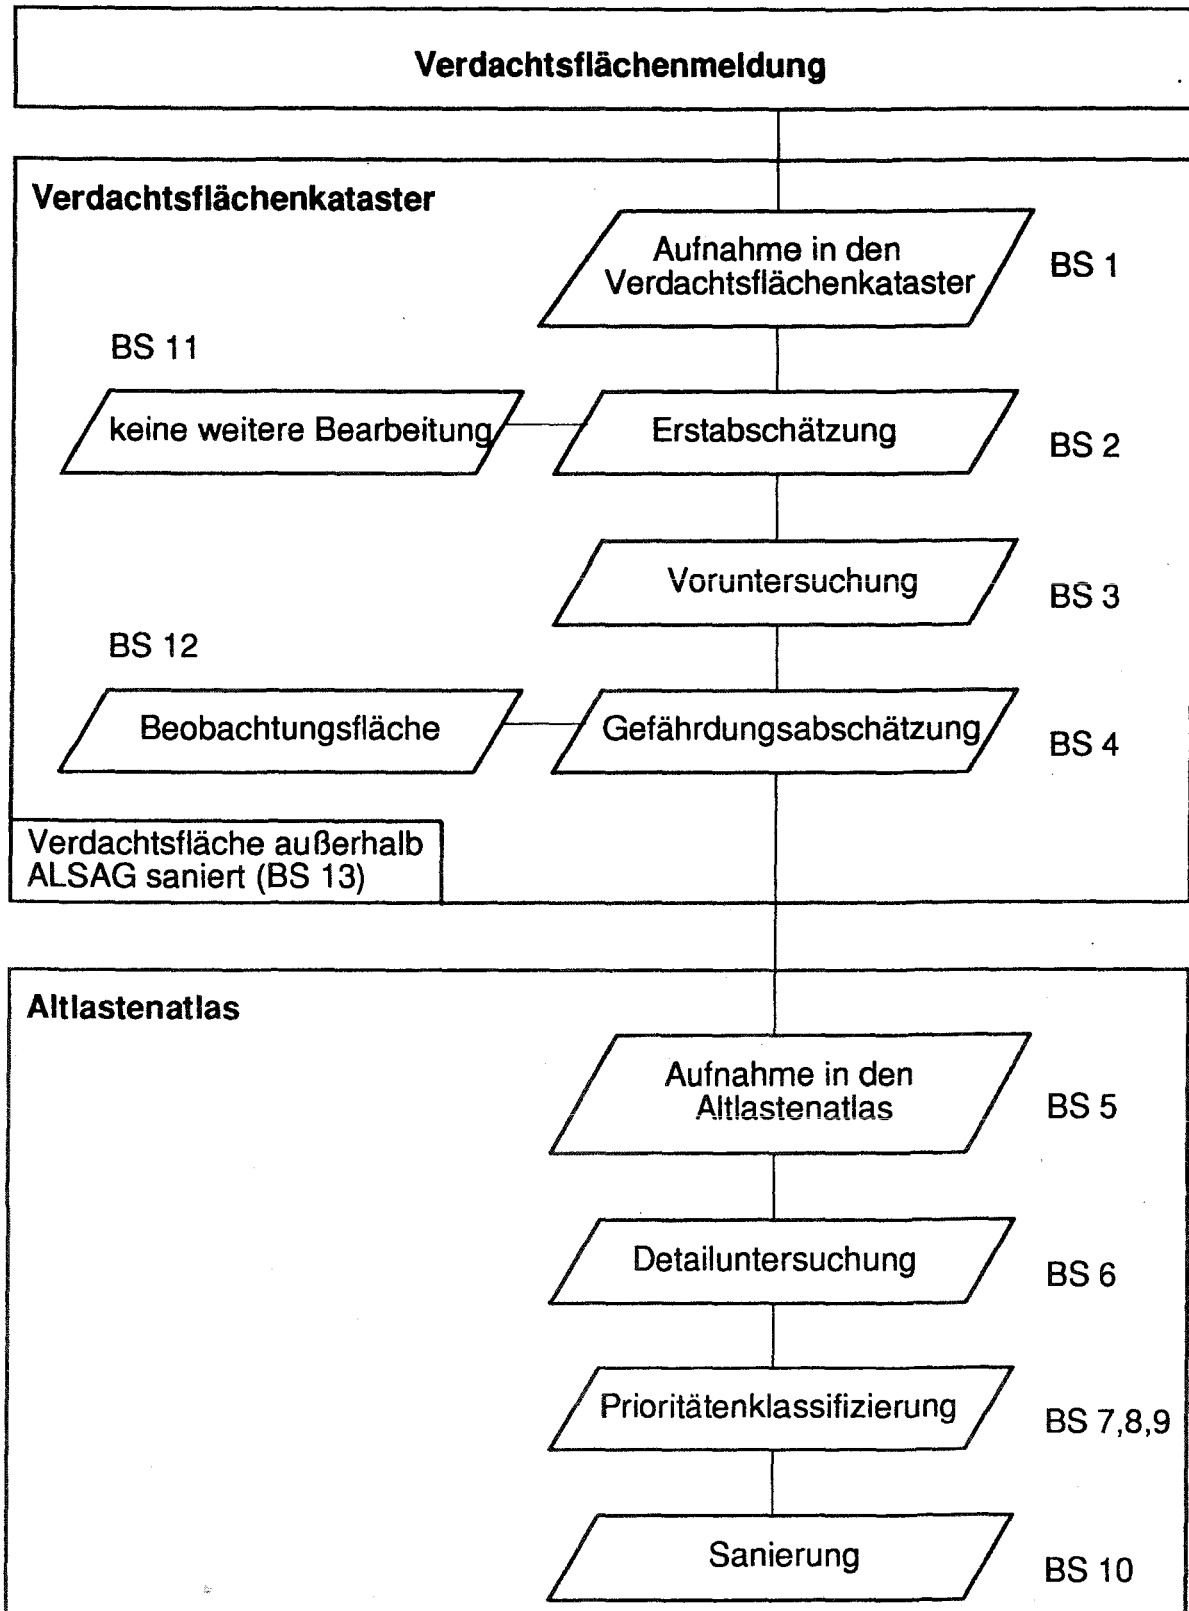 Verdachtsflächenmeldung
Verdachtsflächenkataster
Aufnahme in den
Verdachtsflächenkataster
BS 1
BS 11
keine weitere Bearbeitung
Erstabschätzung
BS 2
Voruntersuchung
BS 3
BS 12
Beobachtungsfläche
Gefährdungsabschätzung
BS 4
Verdachtsfläche außerhalb
ALSAG saniert (BS 13)
Altlastenatlas
Aufnahme in den
Altlastenatlas
BS 5
Detailuntersuchung
BS 6
Prioritätenklassifizierung
BS 7,8,9
Sanierung
BS 10